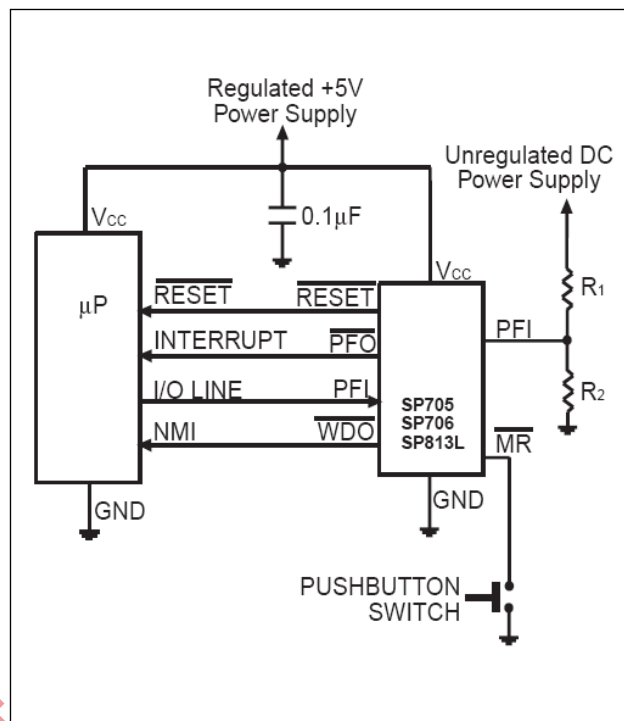 Regulated +5V
Power Supply
Unregulated DC
Power Supply
0.1µF
VCC
VCC
µP
RESET
RESET
R1
INTERRUPT
PFO
PFI
I/O LINE
PFI
R2
SP705
SP706
SP813L
NMI
WDO
MR
GND
GND
PUSHBUTTON
SWITCH